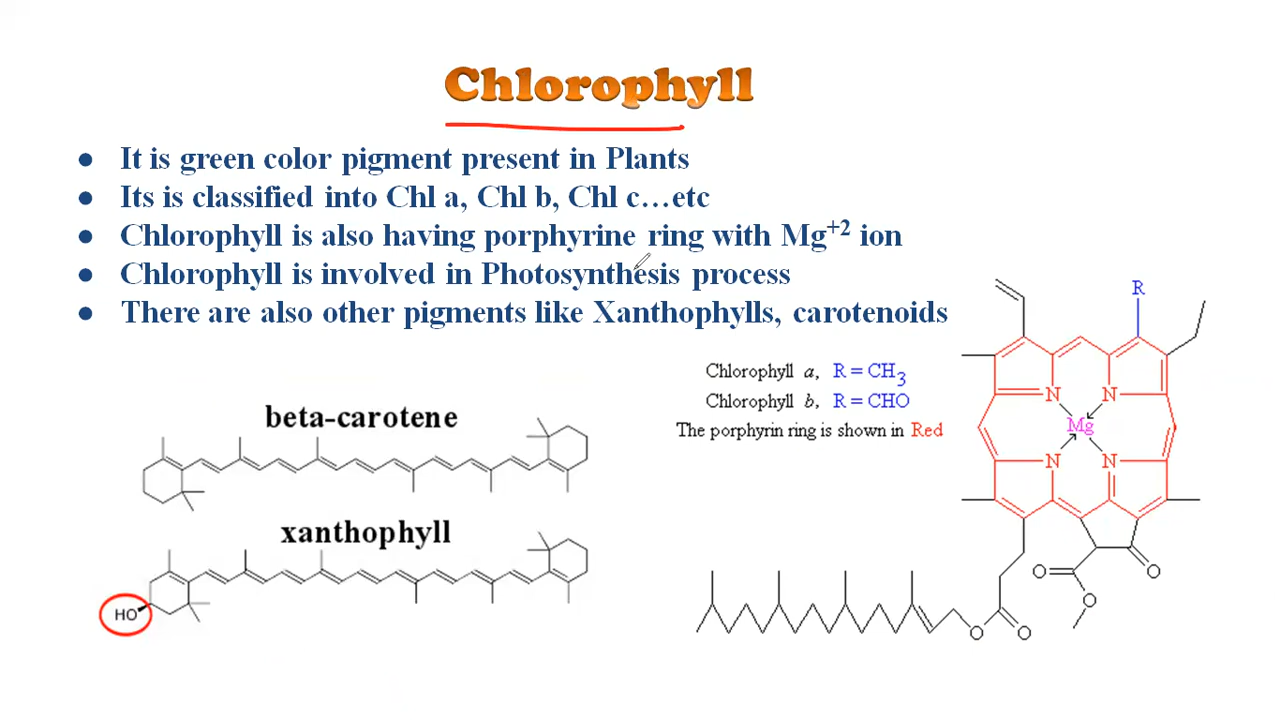 Chlorophyll
● It is green color pigment present in Plants
● Its is classified into Chl a, Chl b, Chl c…etc
● Chlorophyll is also having porphyrine ring with Mg⁺² ion
● Chlorophyll is involved in Photosynthesis process
● There are also other pigments like Xanthophylls, carotenoids
beta-carotene
xanthophyll
HO
Chlorophyll a, R = CH₃
Chlorophyll b, R = CHO
The porphyrin ring is shown in Red
R
N N
Mg
N N
O O
O
O O